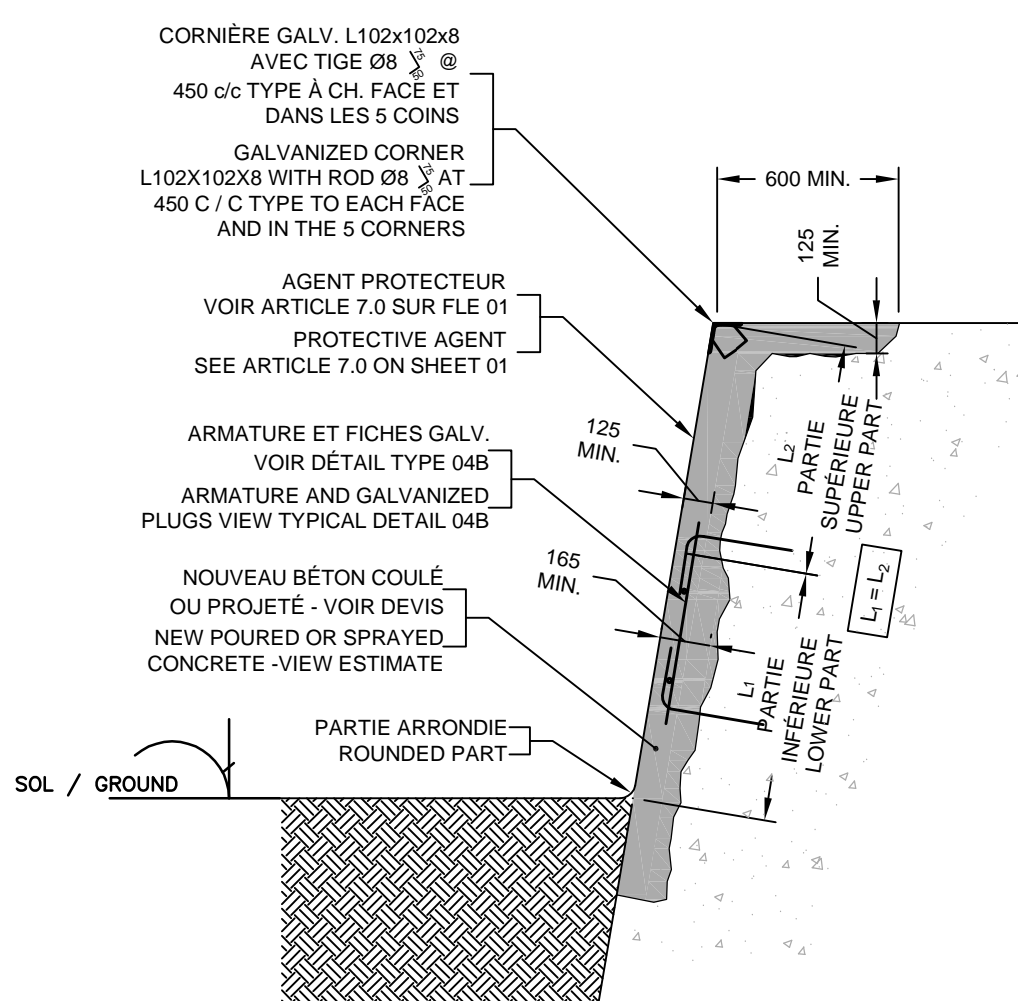 CORNIÈRE GALV. L102x102x8
AVEC TIGE Ø8 75 @
450 c/c TYPE À CH. FACE ET
DANS LES 5 COINS
GALVANIZED CORNER
L102X102X8 WITH ROD Ø8 75 AT
450 C / C TYPE TO EACH FACE
AND IN THE 5 CORNERS
600 MIN.
125
MIN.
AGENT PROTECTEUR
VOIR ARTICLE 7.0 SUR FLE 01
PROTECTIVE AGENT
SEE ARTICLE 7.0 ON SHEET 01
ARMATURE ET FICHES GALV.
VOIR DÉTAIL TYPE 04B
ARMATURE AND GALVANIZED
PLUGS VIEW TYPICAL DETAIL 04B
125
MIN.
L2
PARTIE
SUPÉRIEURE
UPPER PART
165
MIN.
L1 = L2
NOUVEAU BÉTON COULÉ
OU PROJETÉ - VOIR DEVIS
NEW POURED OR SPRAYED
CONCRETE -VIEW ESTIMATE
L1
PARTIE
INFÉRIEURE
LOWER PART
PARTIE ARRONDIE
ROUNDED PART
SOL / GROUND